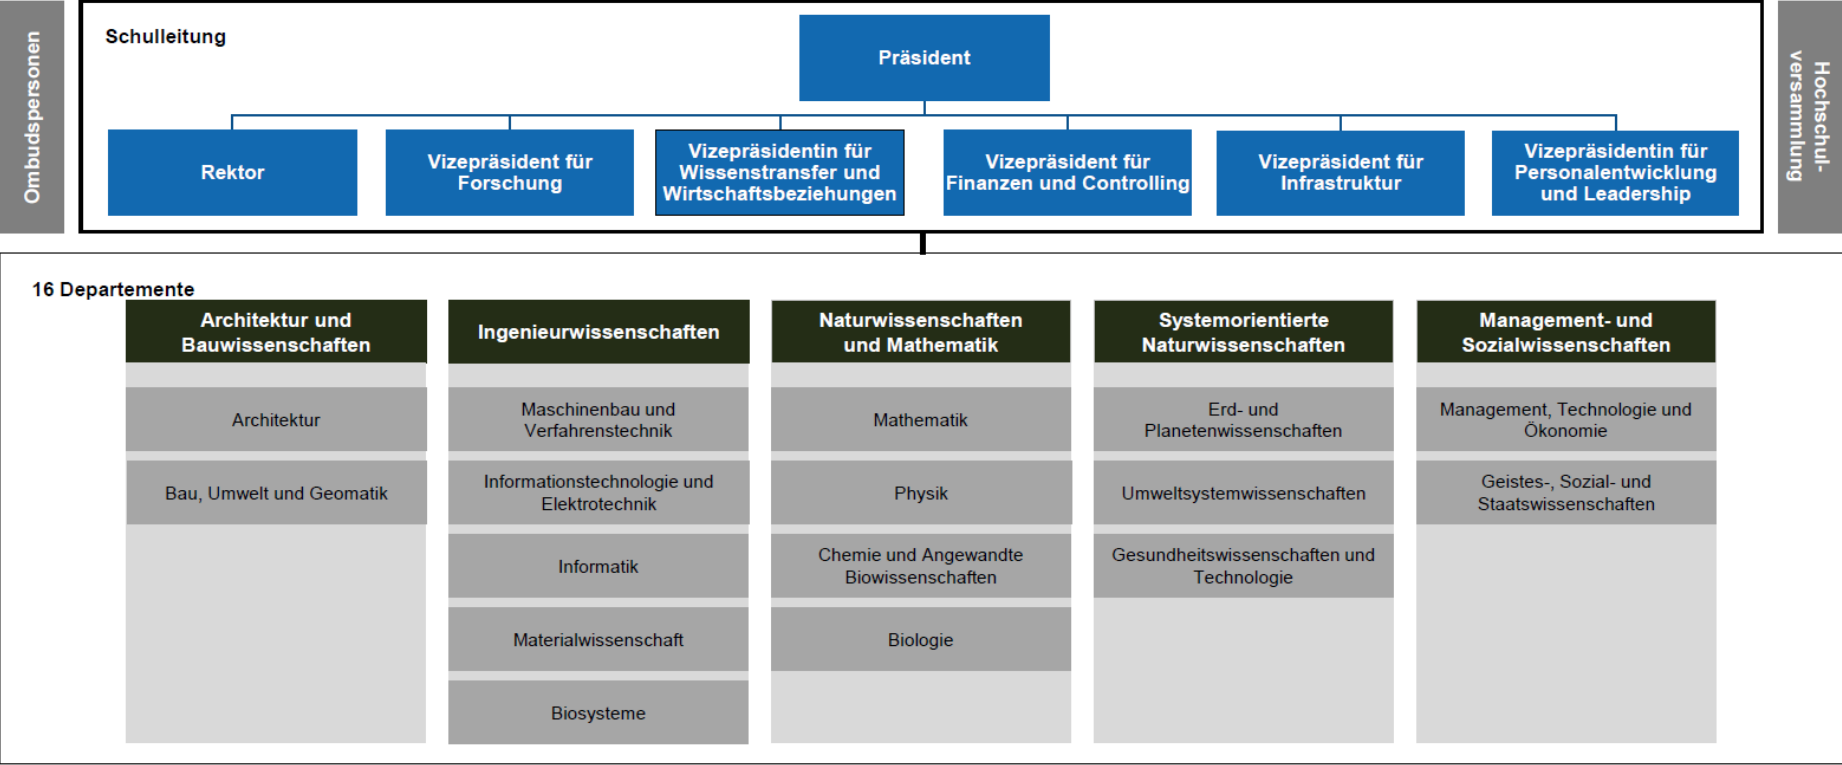 Ombudspersonen
Schulleitung
Präsident
Rektor
Vizepräsident für
Forschung
Vizepräsidentin für
Wissenstransfer und
Wirtschaftsbeziehungen
Vizepräsident für
Finanzen und Controlling
Vizepräsident für
Infrastruktur
Vizepräsidentin für
Personalentwicklung
und Leadership
Hochschul-
versammlung
16 Departemente
Architektur und
Bauwissenschaften
Architektur
Bau, Umwelt und Geomatik
Ingenieurwissenschaften
Maschinenbau und
Verfahrenstechnik
Informationstechnologie und
Elektrotechnik
Informatik
Materialwissenschaft
Biosysteme
Naturwissenschaften
und Mathematik
Mathematik
Physik
Chemie und Angewandte
Biowissenschaften
Biologie
Systemorientierte
Naturwissenschaften
Erd- und
Planetenwissenschaften
Umweltsystemwissenschaften
Gesundheitswissenschaften und
Technologie
Management- und
Sozialwissenschaften
Management, Technologie und
Ökonomie
Geistes-, Sozial- und
Staatswissenschaften